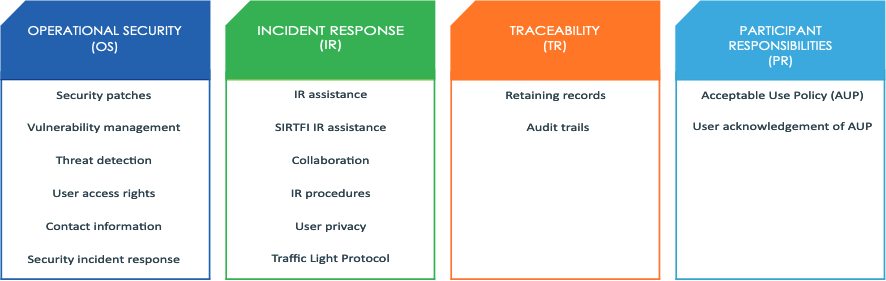 OPERATIONAL SECURITY
(OS)
Security patches
Vulnerability management
Threat detection
User access rights
Contact information
Security incident response
INCIDENT RESPONSE
(IR)
IR assistance
SIRTFI IR assistance
Collaboration
IR procedures
User privacy
Traffic Light Protocol
TRACEABILITY
(TR)
Retaining records
Audit trails
PARTICIPANT
RESPONSIBILITIES
(PR)
Acceptable Use Policy (AUP)
User acknowledgement of AUP